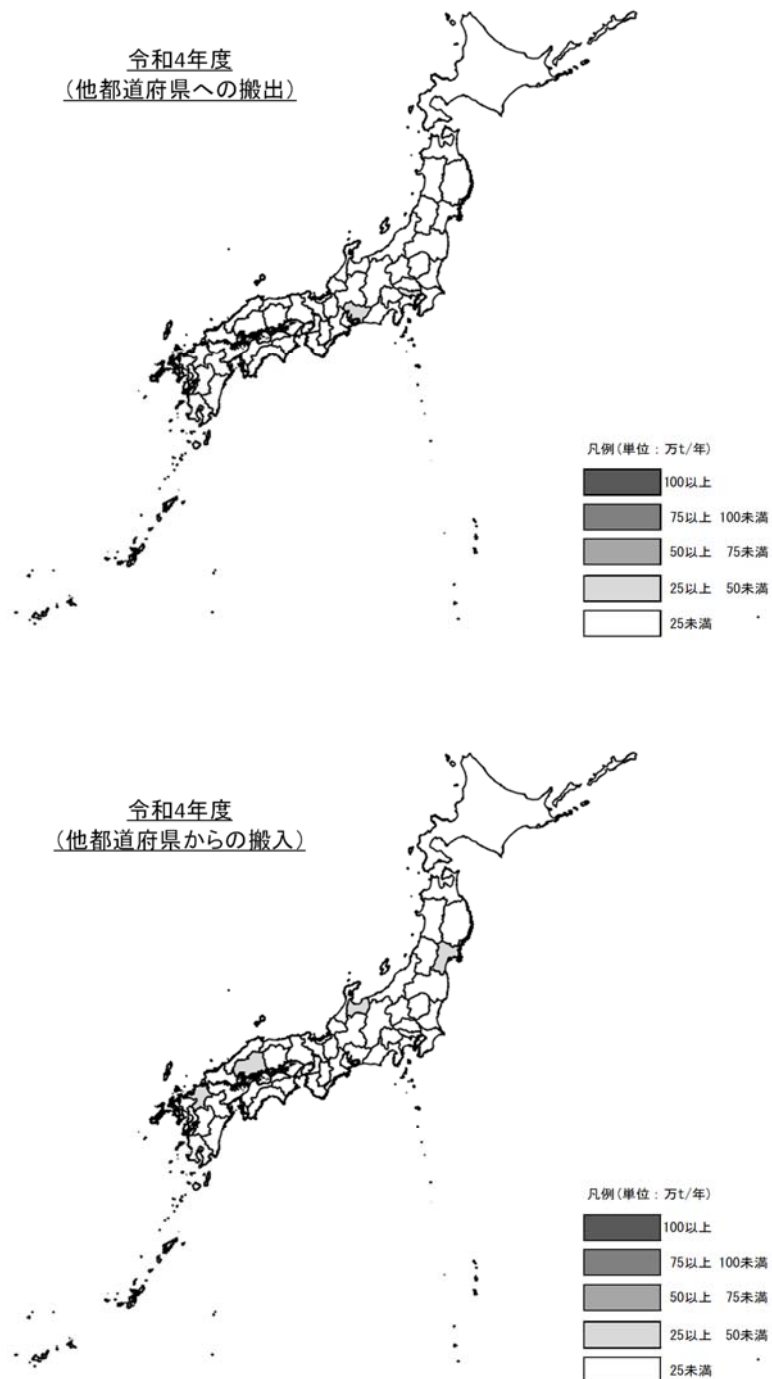 令和4年度
(他都道府県への搬出)
凡例(単位：万t/年)
100以上
75以上 100未満
50以上 75未満
25以上 50未満
25未満
令和4年度
(他都道府県からの搬入)
凡例(単位：万t/年)
100以上
75以上 100未満
50以上 75未満
25以上 50未満
25未満